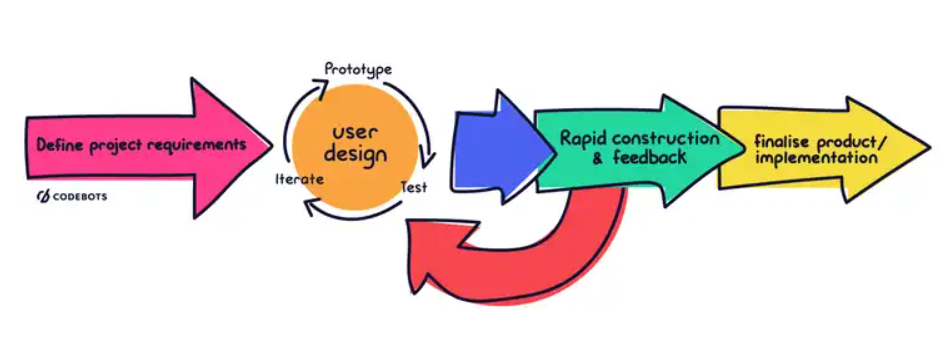 Define project requirements
CODEBOTS
Prototype
user
design
Iterate
Test
Rapid construction
& feedback
finalise product/
implementation